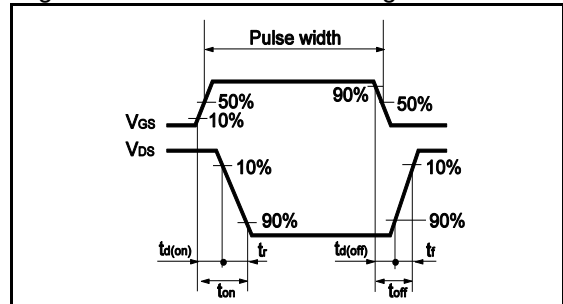 Pulse width
90%
50%
50%
10%
VGS
VDS
10%
10%
90%
90%
td(on)
tr
td(off)
tf
ton
toff